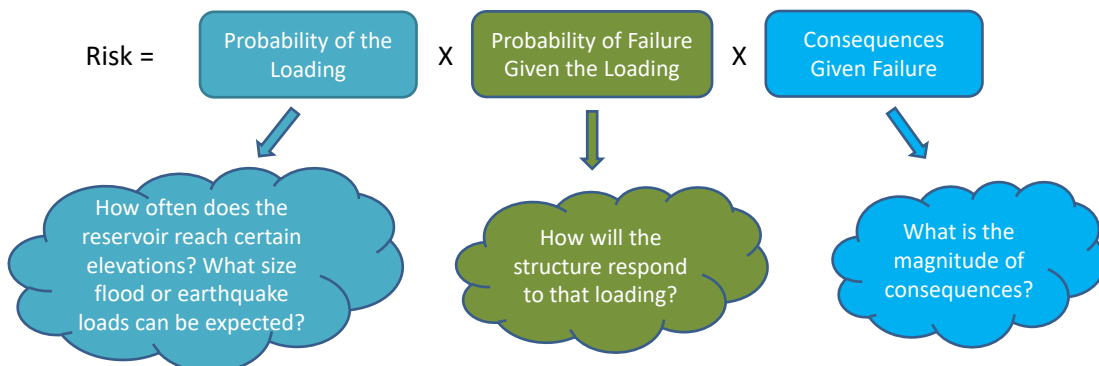 Risk =
Probability of the
Loading
X
Probability of Failure
Given the Loading
X
Consequences
Given Failure
How often does the
reservoir reach certain
elevations? What size
flood or earthquake
loads can be expected?
How will the
structure respond
to that loading?
What is the
magnitude of
consequences?